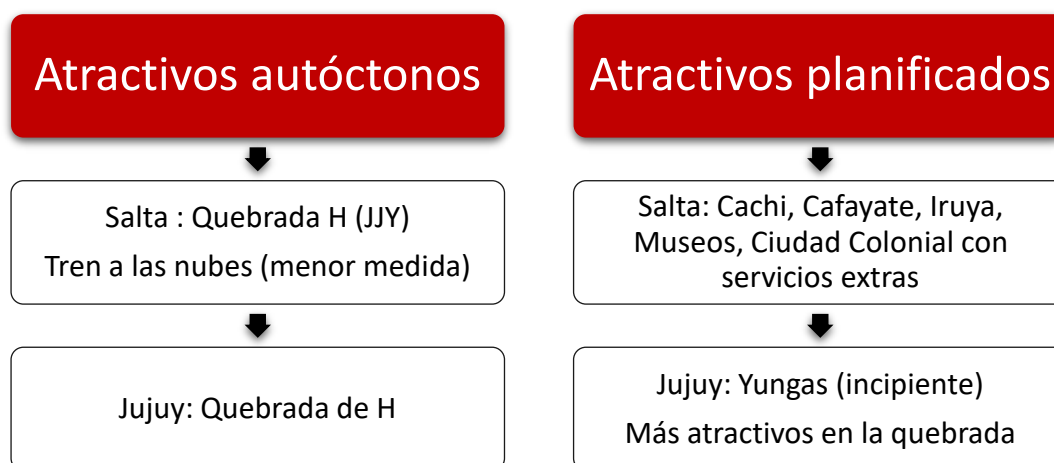 Atractivos autóctonos
Salta : Quebrada H (JJY)
Tren a las nubes (menor medida)
Jujuy: Quebrada de H
Atractivos planificados
Salta: Cachi, Cafayate, Iruya,
Museos, Ciudad Colonial con
servicios extras
Jujuy: Yungas (incipiente)
Más atractivos en la quebrada